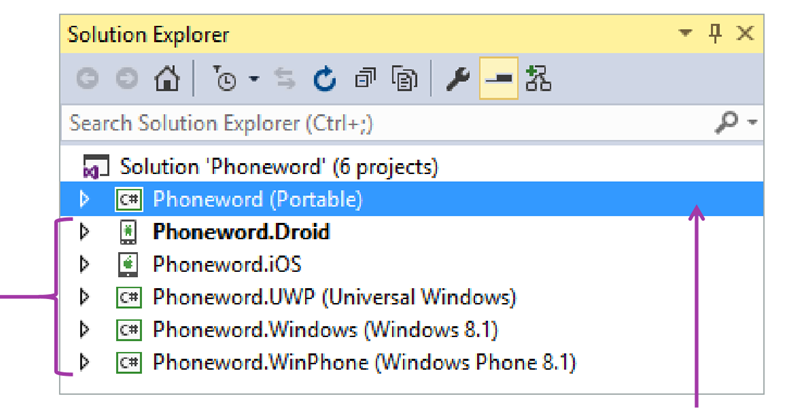 Solution Explorer
Search Solution Explorer (Ctrl+;)
Solution 'Phoneword' (6 projects)
C# Phoneword (Portable)
Phoneword.Droid
Phoneword.iOS
C# Phoneword.UWP (Universal Windows)
C# Phoneword.Windows (Windows 8.1)
C# Phoneword.WinPhone (Windows Phone 8.1)